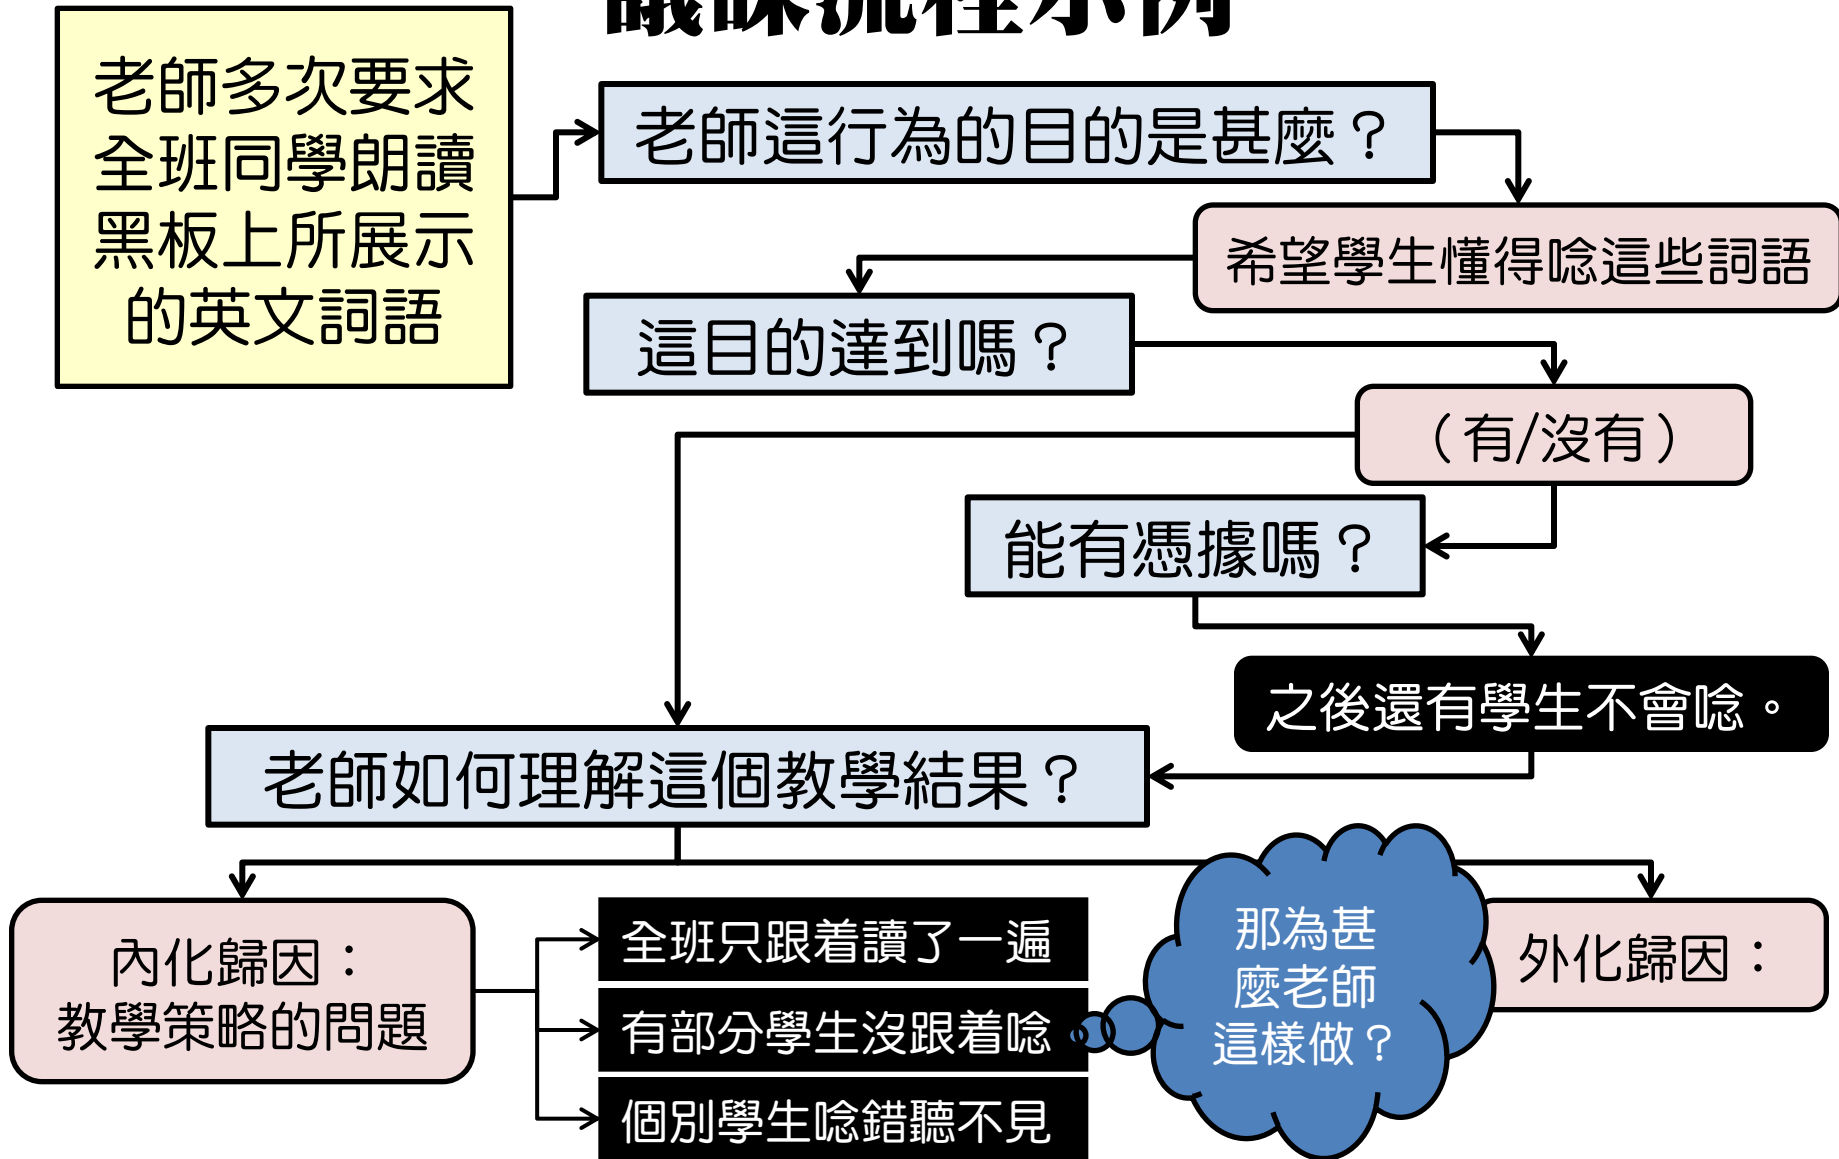 議課流程示例
老師多次要求
全班同學朗讀
黑板上所展示
的英文詞語
老師這行為的目的是甚麼？
希望學生懂得唸這些詞語
這目的達到嗎？
（有/沒有）
能有憑據嗎？
之後還有學生不會唸。
老師如何理解這個教學結果？
內化歸因：
教學策略的問題
全班只跟着讀了一遍
有部分學生沒跟着唸
個別學生唸錯聽不見
那為甚
麼老師
這樣做？
外化歸因：